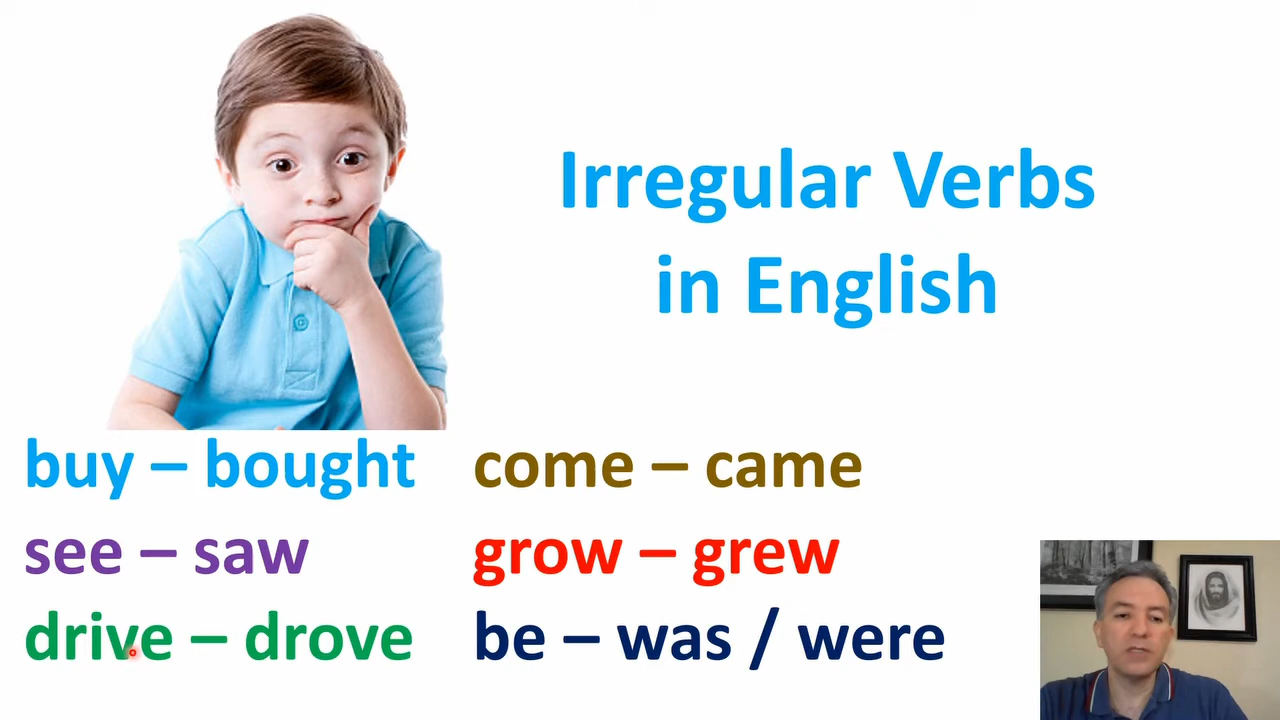 Irregular Verbs
in English
buy – bought
see – saw
drive – drove
come – came
grow – grew
be – was / were